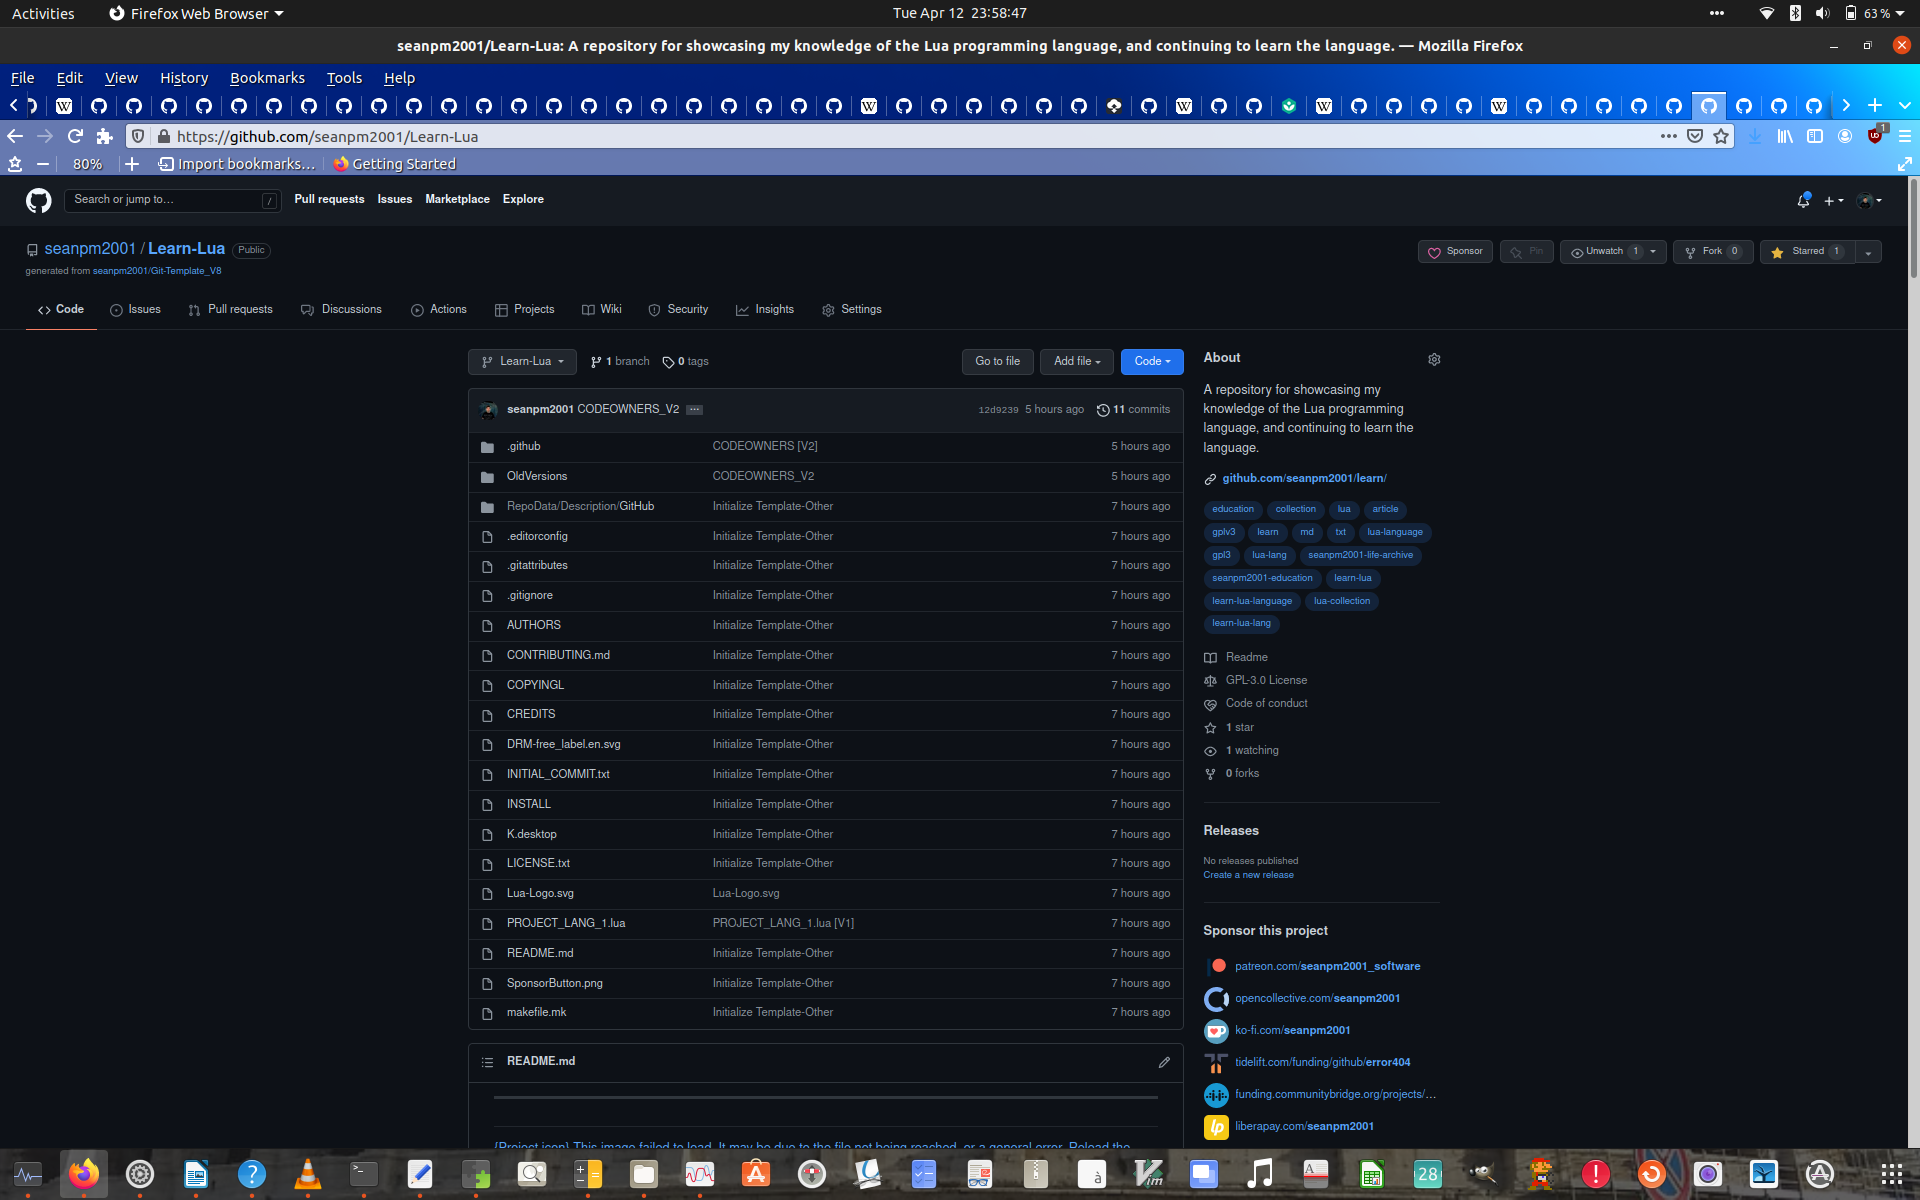 Activities
Firefox Web Browser
Tue Apr 12 23:58:47
63 %
seanpm2001/Learn-Lua: A repository for showcasing my knowledge of the Lua programming language, and continuing to learn the language. — Mozilla Firefox
File Edit View History Bookmarks Tools Help
https://github.com/seanpm2001/Learn-Lua
1
80%
Import bookmarks...
Getting Started
Search or jump to...
/
Pull requests Issues Marketplace Explore
seanpm2001 / Learn-Lua Public
generated from seanpm2001/Git-Template_V8
Sponsor
Pin
Unwatch 1
Fork 0
Starred 1
Code Issues Pull requests Discussions Actions Projects Wiki Security Insights Settings
Learn-Lua
1 branch
0 tags
Go to file
Add file
Code
seanpm2001 CODEOWNERS_V2 ... 12d9239 5 hours ago 11 commits
.github CODEOWNERS [V2] 5 hours ago
OldVersions CODEOWNERS_V2 5 hours ago
RepoData/Description/GitHub Initialize Template-Other 7 hours ago
.editorconfig Initialize Template-Other 7 hours ago
.gitattributes Initialize Template-Other 7 hours ago
.gitignore Initialize Template-Other 7 hours ago
AUTHORS Initialize Template-Other 7 hours ago
CONTRIBUTING.md Initialize Template-Other 7 hours ago
COPYINGL Initialize Template-Other 7 hours ago
CREDITS Initialize Template-Other 7 hours ago
DRM-free_label.en.svg Initialize Template-Other 7 hours ago
INITIAL_COMMIT.txt Initialize Template-Other 7 hours ago
INSTALL Initialize Template-Other 7 hours ago
K.desktop Initialize Template-Other 7 hours ago
LICENSE.txt Initialize Template-Other 7 hours ago
Lua-Logo.svg Lua-Logo.svg 7 hours ago
PROJECT_LANG_1.lua PROJECT_LANG_1.lua [V1] 7 hours ago
README.md Initialize Template-Other 7 hours ago
SponsorButton.png Initialize Template-Other 7 hours ago
makefile.mk Initialize Template-Other 7 hours ago
README.md
{Project icon} This image failed to load. It may be due to the file not being reached, or a general error. Reload the
About
A repository for showcasing my
knowledge of the Lua programming
language, and continuing to learn the
language.
github.com/seanpm2001/learn/
education collection lua article
gplv3 learn md txt lua-language
gpl3 lua-lang seanpm2001-life-archive
seanpm2001-education learn-lua
learn-lua-language lua-collection
learn-lua-lang
Readme
GPL-3.0 License
Code of conduct
1 star
1 watching
0 forks
Releases
No releases published
Create a new release
Sponsor this project
patreon.com/seanpm2001_software
opencollective.com/seanpm2001
ko-fi.com/seanpm2001
tidelift.com/funding/github/error404
funding.communitybridge.org/projects/...
lp
liberapay.com/seanpm2001
28